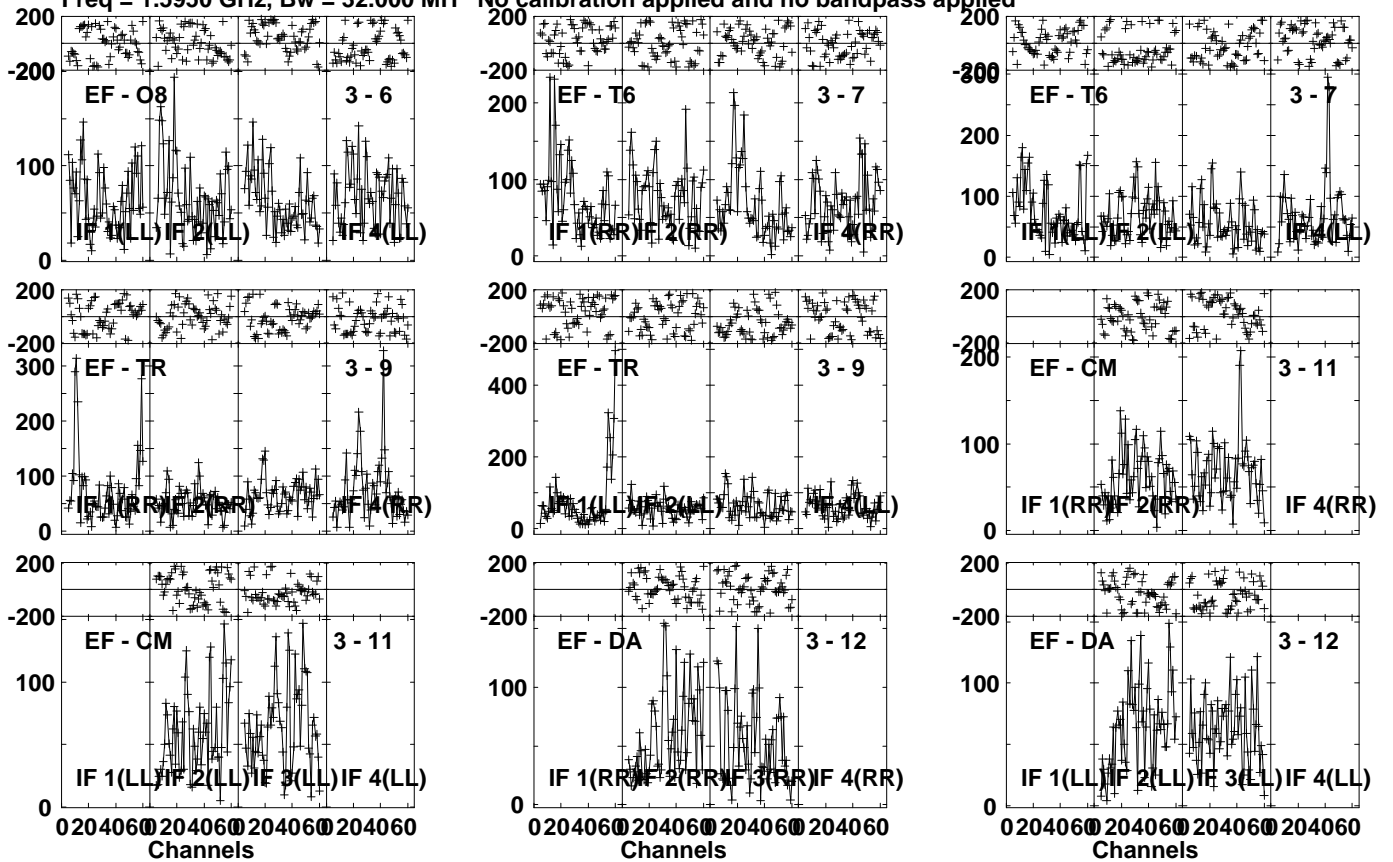 Freq = 1.5950 GHz, Bw = 32.000 MH No calibration applied and no bandpass applied
200 200 200
-200 -200
200 200 300
EF - O8 3 - 6 EF - T6 3 - 7 EF - T6 3 - 7
200 200
100 100 100
IF 1(LL) IF 2(LL) IF 4(LL) IF 1(RR) IF 2(RR) IF 4(RR) IF 1(LL) IF 2(LL) IF 4(LL)
0 0 0
200 200 200
-200 -200 -200
200
300 EF - TR 3 - 9 400 EF - TR 3 - 9 EF - CM 3 - 11
200 200 100
100
IF 1(RR) IF 2(RR) IF 4(RR) IF 1(LL) IF 2(LL) IF 4(LL) IF 1(RR) IF 2(RR) IF 4(RR)
0 0 0
200 200 200
-200 -200 -200
EF - CM 3 - 11 EF - DA 3 - 12 EF - DA 3 - 12
100 100 100
IF 1(LL) IF 2(LL) IF 3(LL) IF 4(LL) IF 1(RR) IF 2(RR) IF 3(RR) IF 4(RR) IF 1(LL) IF 2(LL) IF 3(LL) IF 4(LL)
0 0 0
0 20 40 60 0 20 40 60 0 20 40 60 0 20 40 60 0 20 40 60 0 20 40 60 0 20 40 60 0 20 40 60 0 20 40 60 0 20 40 60 0 20 40 60 0 20 40 60
Channels Channels Channels